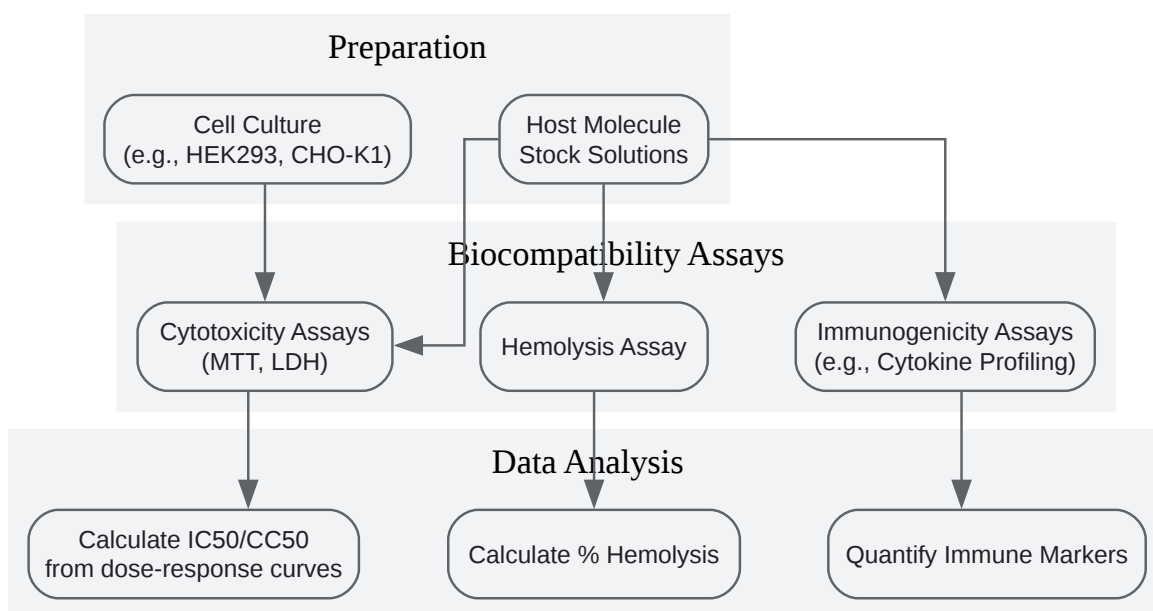 Preparation
Cell Culture
(e.g., HEK293, CHO-K1)
Host Molecule
Stock Solutions
Biocompatibility Assays
Cytotoxicity Assays
(MTT, LDH)
Hemolysis Assay
Immunogenicity Assays
(e.g., Cytokine Profiling)
Data Analysis
Calculate IC50/CC50
from dose-response curves
Calculate % Hemolysis
Quantify Immune Markers